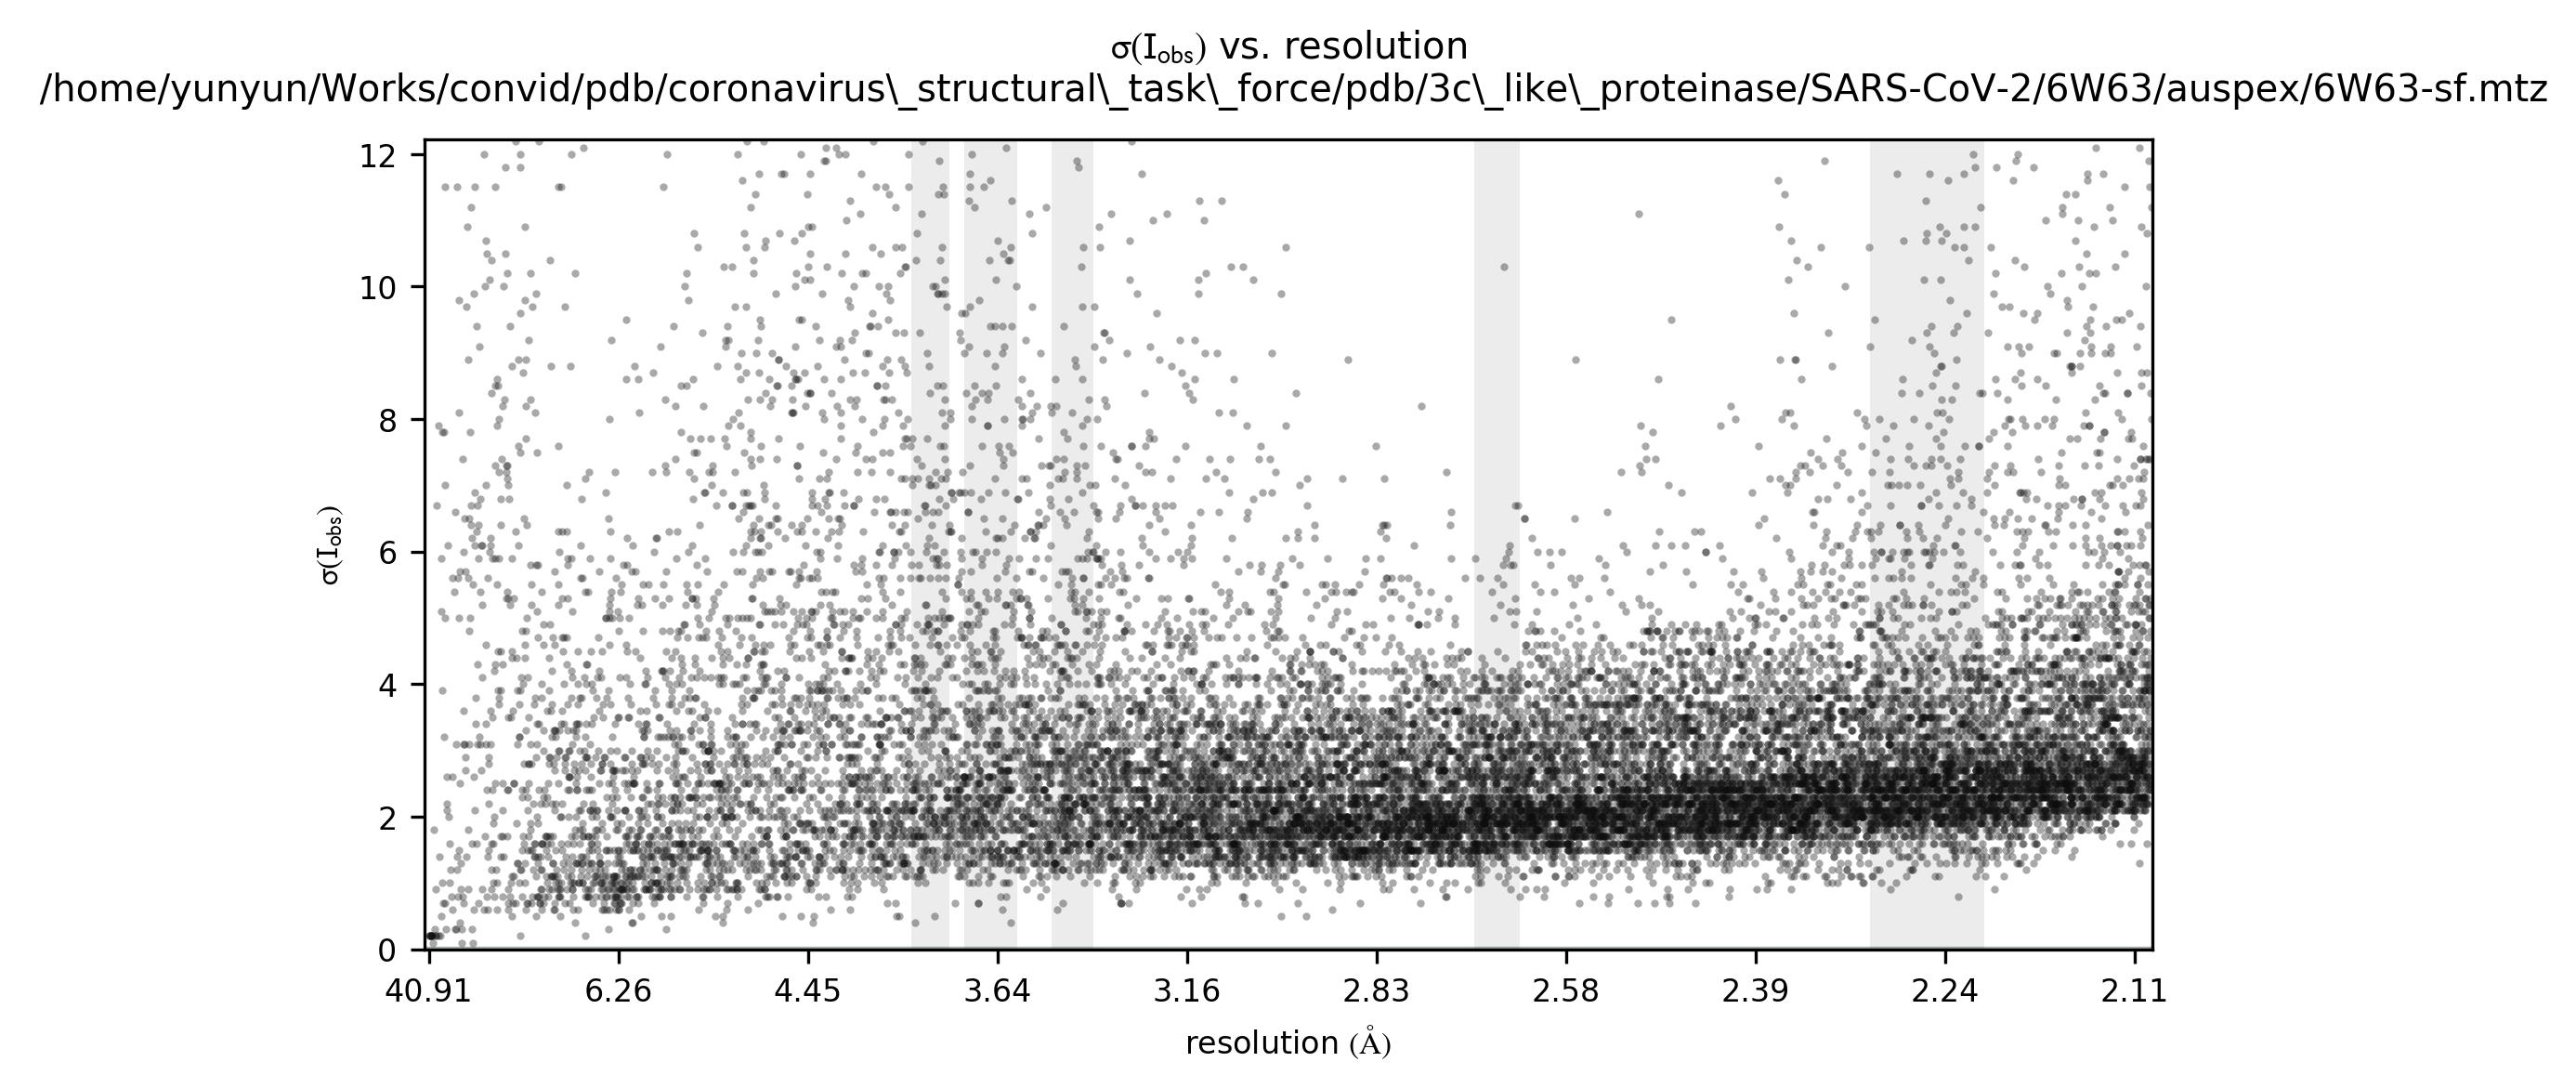 σ(I_obs) vs. resolution
/home/yunyun/Works/convid/pdb/coronavirus\_structural\_task\_force/pdb/3c\_like\_proteinase/SARS-CoV-2/6W63/auspex/6W63-sf.mtz
12
10
8
6
4
2
0
σ(I_obs)
40.91 6.26 4.45 3.64 3.16 2.83 2.58 2.39 2.24 2.11
resolution (Å)